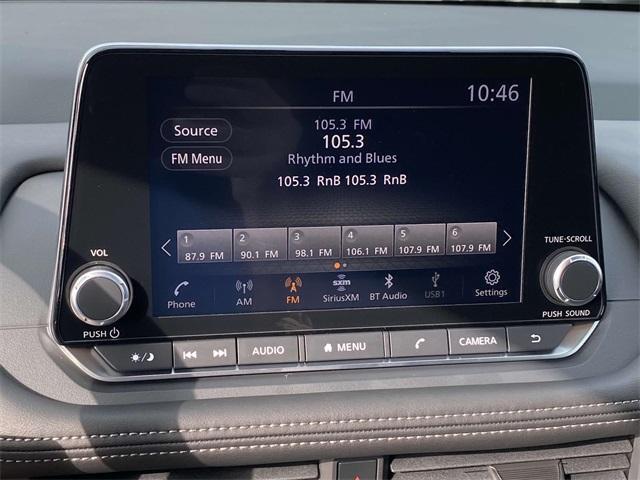 FM 10:46
Source
105.3 FM
105.3
FM Menu
Rhythm and Blues
105.3 RnB 105.3 RnB
1 2 3 4 5 6
87.9 FM 90.1 FM 98.1 FM 106.1 FM 107.9 FM 107.9 FM
Phone AM FM sxm SiriusXM BT Audio USB1 Settings
VOL
PUSH
TUNE·SCROLL
PUSH SOUND
AUDIO MENU CAMERA